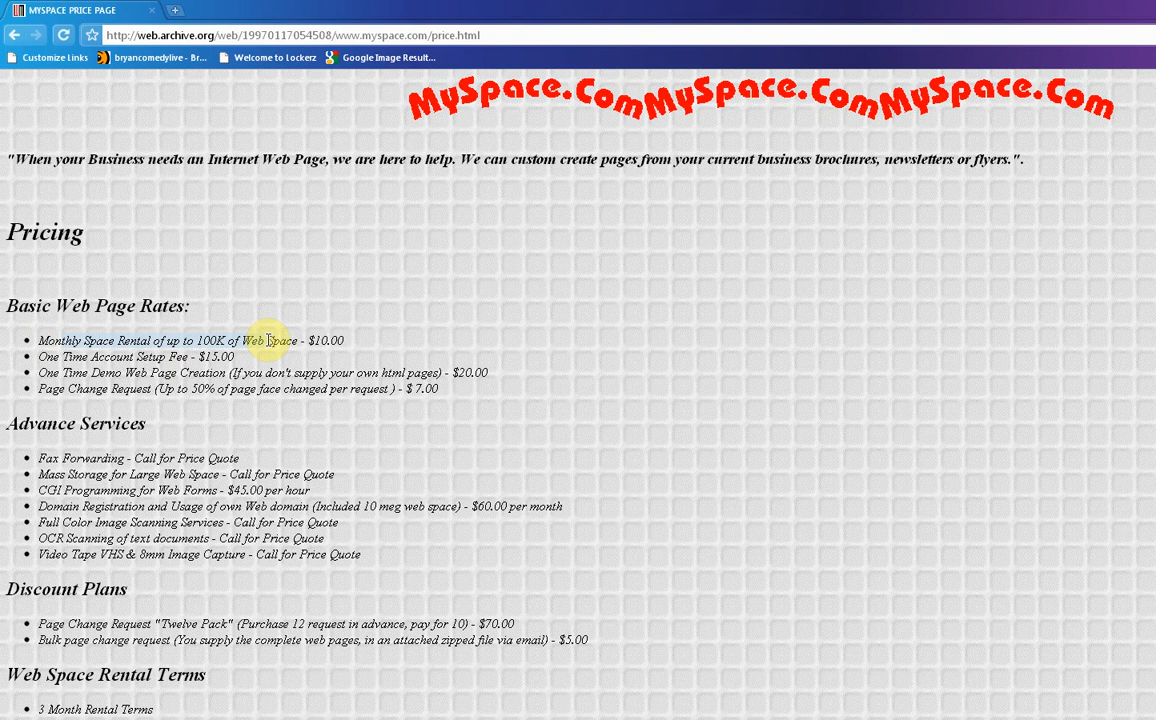 MYSPACE PRICE PAGE
http://web.archive.org/web/19970117054508/www.myspace.com/price.html
Customize Links bryancomedylive - Br... Welcome to Lockerz Google Image Result...
MySpace.ComMySpace.ComMySpace.Com
"When your Business needs an Internet Web Page, we are here to help. We can custom create pages from your current business brochures, newsletters or flyers.".
Pricing
Basic Web Page Rates:
Monthly Space Rental of up to 100K of Web Space - $10.00
One Time Account Setup Fee - $15.00
One Time Demo Web Page Creation (If you don't supply your own html pages) - $20.00
Page Change Request (Up to 50% of page face changed per request ) - $ 7.00
Advance Services
Fax Forwarding - Call for Price Quote
Mass Storage for Large Web Space - Call for Price Quote
CGI Programming for Web Forms - $45.00 per hour
Domain Registration and Usage of own Web domain (Included 10 meg web space) - $60.00 per month
Full Color Image Scanning Services - Call for Price Quote
OCR Scanning of text documents - Call for Price Quote
Video Tape VHS & 8mm Image Capture - Call for Price Quote
Discount Plans
Page Change Request "Twelve Pack" (Purchase 12 request in advance, pay for 10) - $70.00
Bulk page change request (You supply the complete web pages, in an attached zipped file via email) - $5.00
Web Space Rental Terms
3 Month Rental Terms